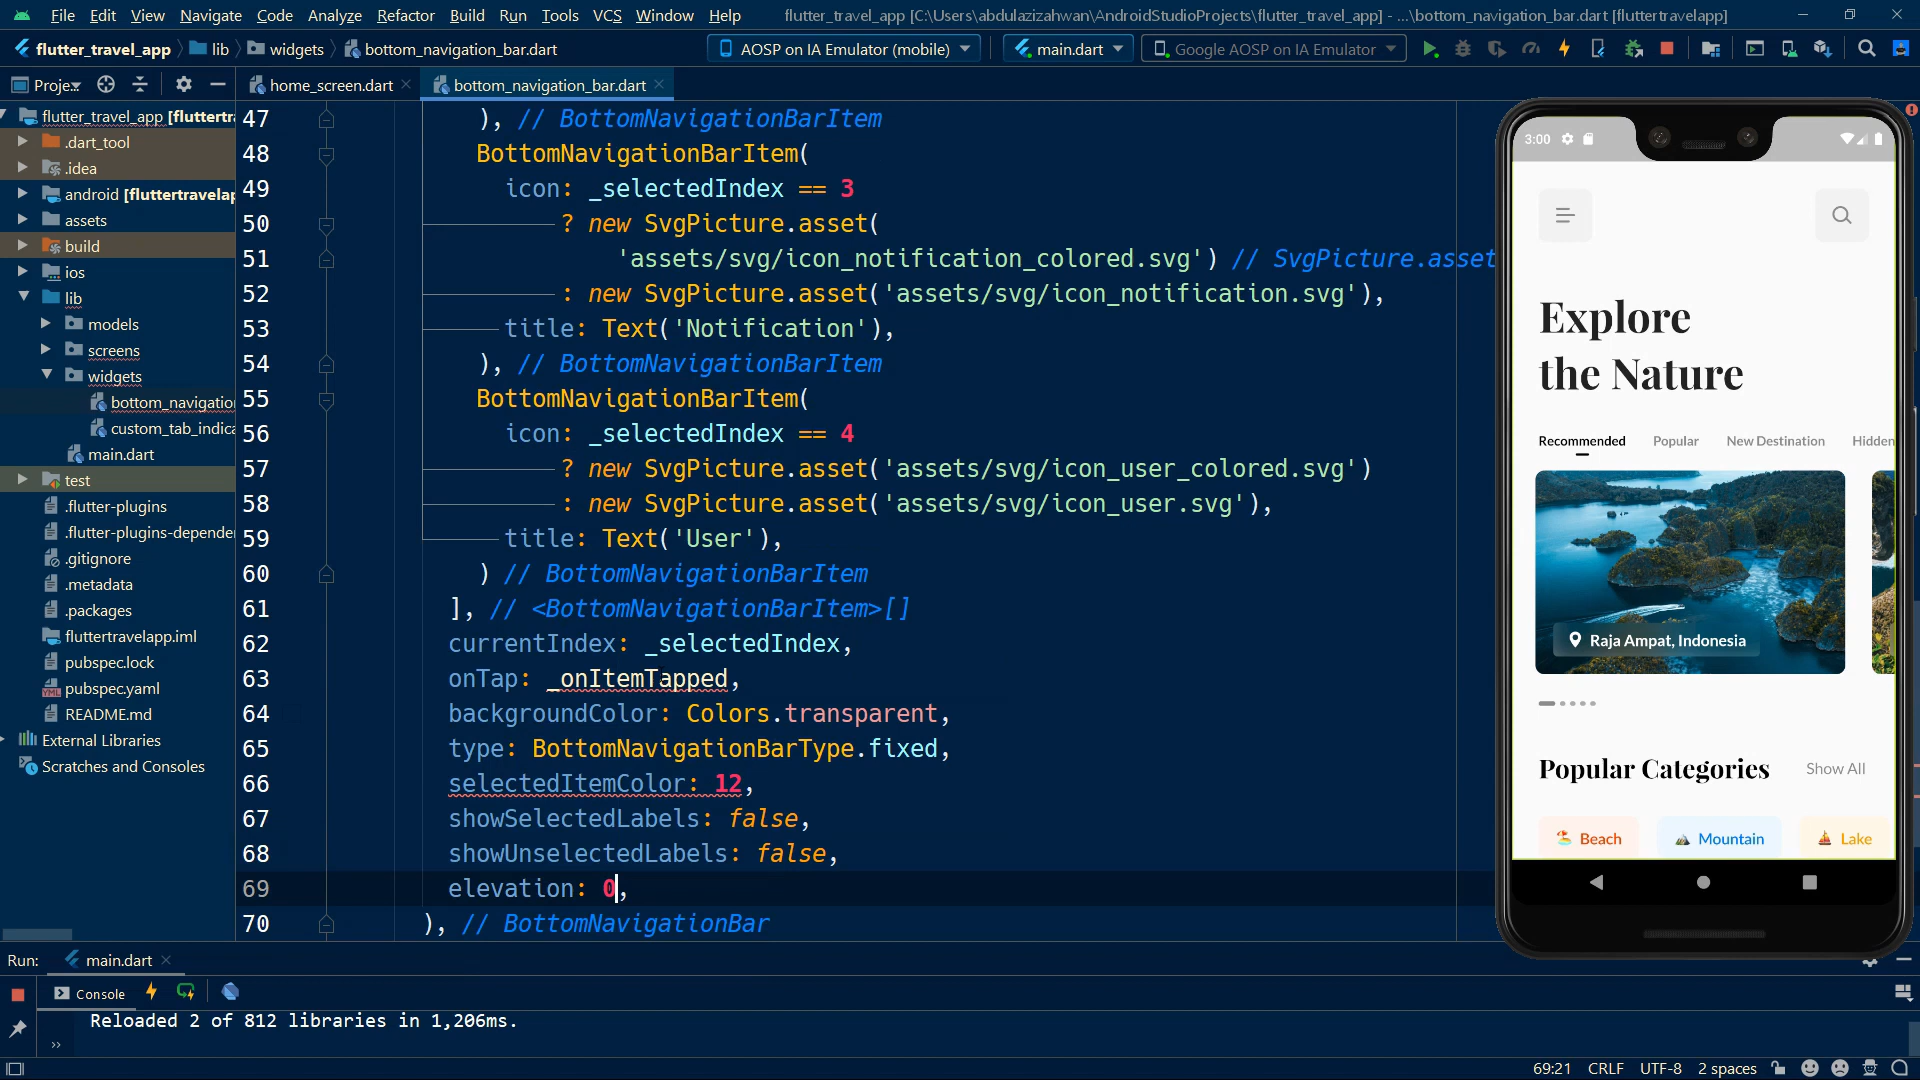 File Edit View Navigate Code Analyze Refactor Build Run Tools VCS Window Help flutter_travel_app [C:\Users\abdulazizahwan\AndroidStudioProjects\flutter_travel_app] - ...\bottom_navigation_bar.dart [fluttertravelapp]
flutter_travel_app lib widgets bottom_navigation_bar.dart AOSP on IA Emulator (mobile) main.dart Google AOSP on IA Emulator
Proje home_screen.dart bottom_navigation_bar.dart
flutter_travel_app [fluttertr
.dart_tool
.idea
android [fluttertravelap
assets
build
ios
lib
models
screens
widgets
bottom_navigation
custom_tab_indica
main.dart
test
.flutter-plugins
.flutter-plugins-depende
.gitignore
.metadata
.packages
fluttertravelapp.iml
pubspec.lock
pubspec.yaml
README.md
External Libraries
Scratches and Consoles
47 ), // BottomNavigationBarItem
48 BottomNavigationBarItem(
49 icon: _selectedIndex == 3
50 ? new SvgPicture.asset(
51 'assets/svg/icon_notification_colored.svg') // SvgPicture.asset
52 : new SvgPicture.asset('assets/svg/icon_notification.svg'),
53 title: Text('Notification'),
54 ), // BottomNavigationBarItem
55 BottomNavigationBarItem(
56 icon: _selectedIndex == 4
57 ? new SvgPicture.asset('assets/svg/icon_user_colored.svg')
58 : new SvgPicture.asset('assets/svg/icon_user.svg'),
59 title: Text('User'),
60 ) // BottomNavigationBarItem
61 ], // <BottomNavigationBarItem>[]
62 currentIndex: _selectedIndex,
63 onTap: _onItemTapped,
64 backgroundColor: Colors.transparent,
65 type: BottomNavigationBarType.fixed,
66 selectedItemColor: 12,
67 showSelectedLabels: false,
68 showUnselectedLabels: false,
69 elevation: 0,
70 ), // BottomNavigationBar
3:00
Explore
the Nature
Recommended Popular New Destination Hidden
Raja Ampat, Indonesia
Popular Categories Show All
Beach Mountain Lake
Run: main.dart
Console
Reloaded 2 of 812 libraries in 1,206ms.
69:21 CRLF UTF-8 2 spaces